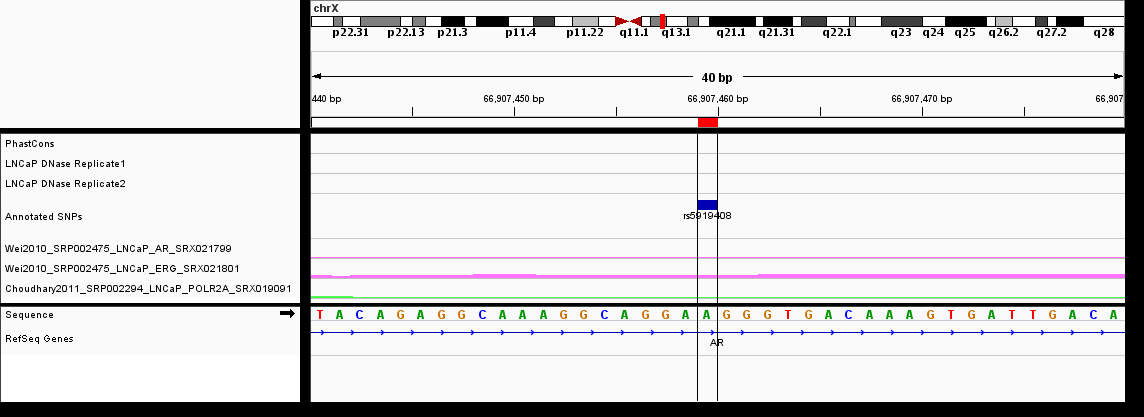 chrX
p22.31 p22.13 p21.3 p11.4 p11.22 q11.1 q13.1 q21.1 q21.31 q22.1 q23 q24 q25 q26.2 q27.2 q28
40 bp
440 bp 66,907,450 bp 66,907,460 bp 66,907,470 bp 66,907
PhastCons
LNCaP DNase Replicate1
LNCaP DNase Replicate2
Annotated SNPs
rs5919408
Wei2010_SRP002475_LNCaP_AR_SRX021799
Wei2010_SRP002475_LNCaP_ERG_SRX021801
Choudhary2011_SRP002294_LNCaP_POLR2A_SRX019091
Sequence T A C A G A G G C A A A G G C A G G A A G G G T G A C A A A G T G A T T G A C A
RefSeq Genes
AR